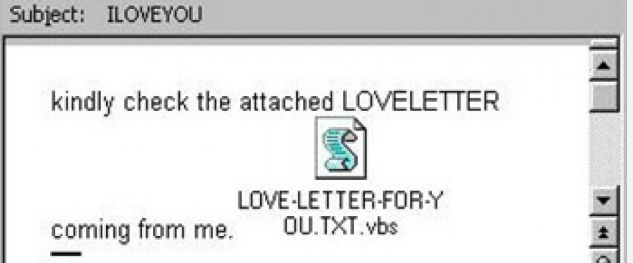 Subject: ILOVEYOU
kindly check the attached LOVELETTER
LOVE-LETTER-FOR-Y
OU.TXT.vbs
coming from me.